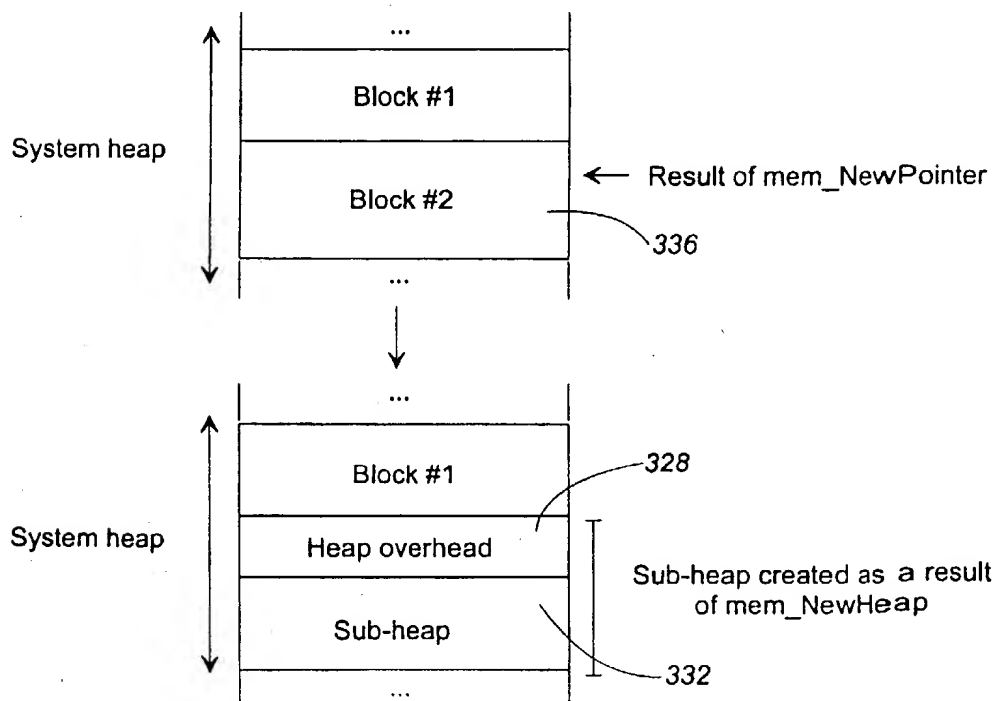 ...
Block #1
System heap
Result of mem_NewPointer
Block #2
336
...
...
Block #1
328
System heap
Heap overhead
Sub-heap created as a result
of mem_NewHeap
Sub-heap
332
...